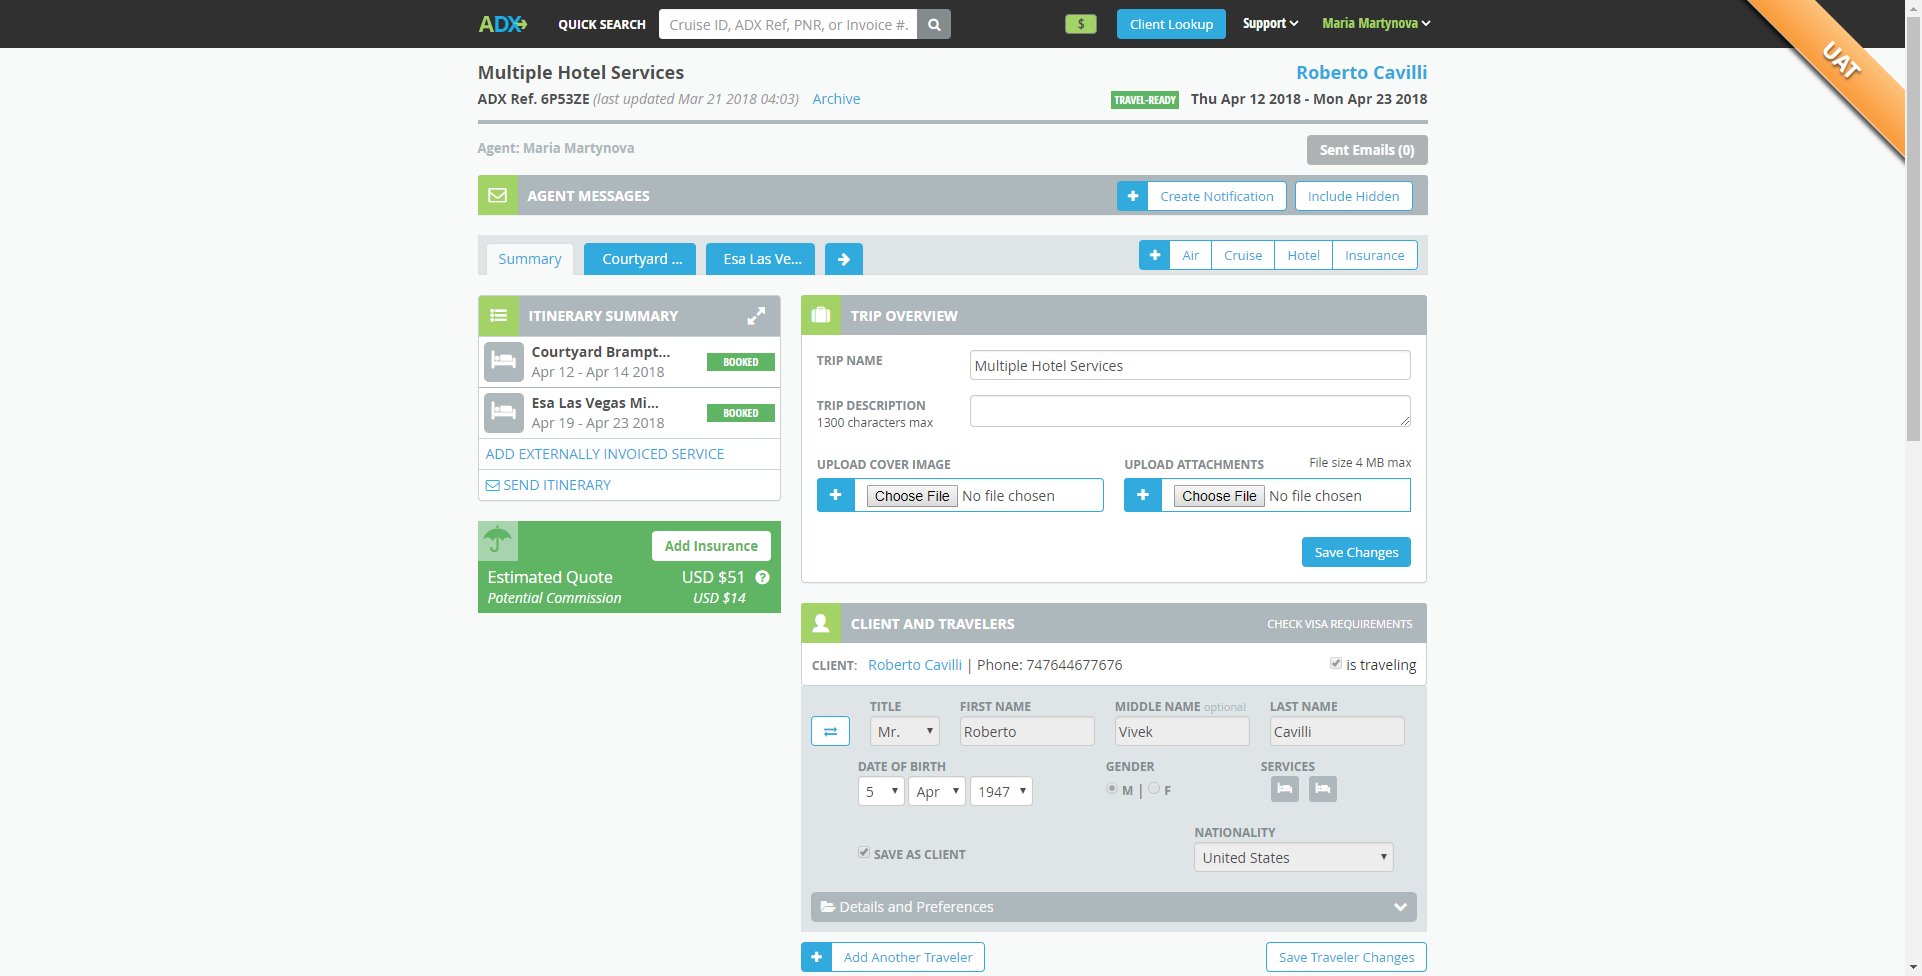 ADX
QUICK SEARCH
Cruise ID, ADX Ref, PNR, or Invoice #.
$
Client Lookup
Support
Maria Martynova
UAT
Multiple Hotel Services
Roberto Cavilli
ADX Ref. 6P53ZE (last updated Mar 21 2018 04:03) Archive
TRAVEL-READY Thu Apr 12 2018 - Mon Apr 23 2018
Agent: Maria Martynova
Sent Emails (0)
AGENT MESSAGES
+ Create Notification
Include Hidden
Summary
Courtyard ...
Esa Las Ve...
+ Air Cruise Hotel Insurance
ITINERARY SUMMARY
Courtyard Brampt...
Apr 12 - Apr 14 2018
BOOKED
Esa Las Vegas Mi...
Apr 19 - Apr 23 2018
BOOKED
ADD EXTERNALLY INVOICED SERVICE
SEND ITINERARY
Add Insurance
Estimated Quote USD $51 ?
Potential Commission USD $14
TRIP OVERVIEW
TRIP NAME Multiple Hotel Services
TRIP DESCRIPTION
1300 characters max
UPLOAD COVER IMAGE
+ Choose File No file chosen
UPLOAD ATTACHMENTS File size 4 MB max
+ Choose File No file chosen
Save Changes
CLIENT AND TRAVELERS
CHECK VISA REQUIREMENTS
CLIENT: Roberto Cavilli | Phone: 747644677676
is traveling
TITLE FIRST NAME MIDDLE NAME optional LAST NAME
Mr. Roberto Vivek Cavilli
DATE OF BIRTH GENDER SERVICES
5 Apr 1947 M | F
NATIONALITY
SAVE AS CLIENT
United States
Details and Preferences
+ Add Another Traveler
Save Traveler Changes